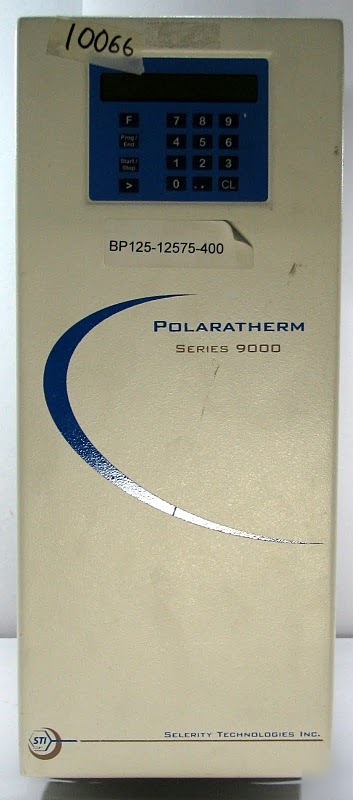 10066
F 7 8 9
Prog/
End
4 5 6
Start/
Stop
1 2 3
> 0 .. CL
BP125-12575-400
POLARATHERM
SERIES 9000
STI
SELERITY TECHNOLOGIES INC.